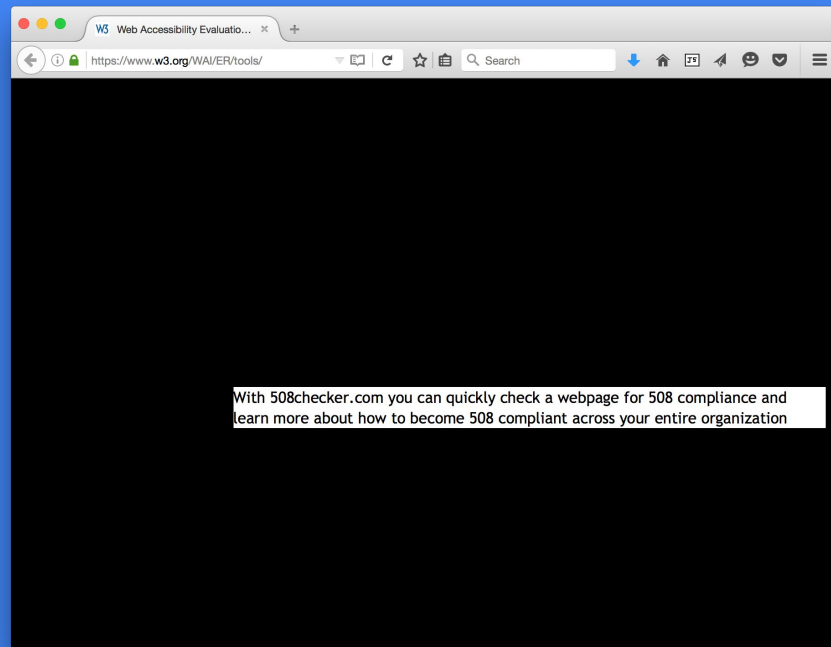 W3 Web Accessibility Evaluatio...
https://www.w3.org/WAI/ER/tools/
Search
With 508checker.com you can quickly check a webpage for 508 compliance and
learn more about how to become 508 compliant across your entire organization